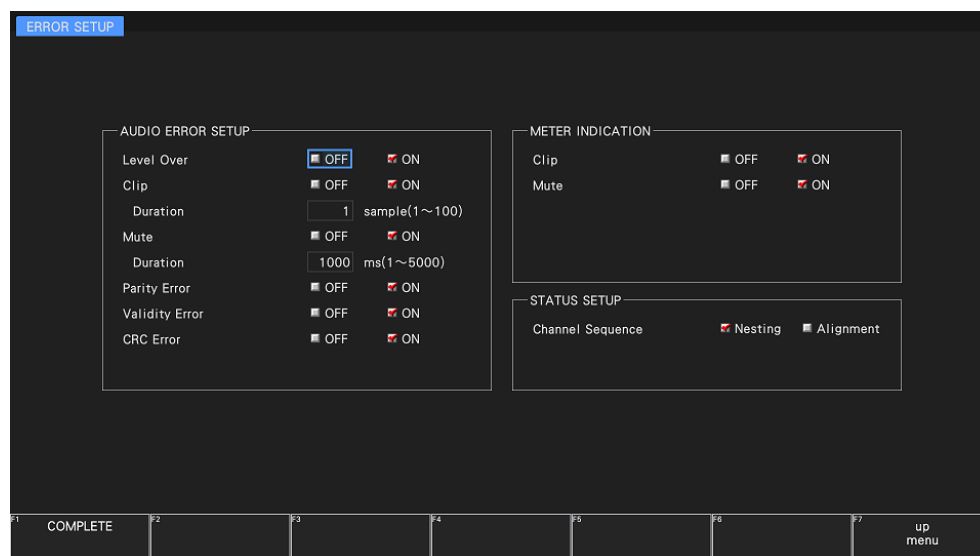 ERROR SETUP
AUDIO ERROR SETUP
Level Over OFF ON
Clip OFF ON
Duration 1 sample(1～100)
Mute OFF ON
Duration 1000 ms(1～5000)
Parity Error OFF ON
Validity Error OFF ON
CRC Error OFF ON
METER INDICATION
Clip OFF ON
Mute OFF ON
STATUS SETUP
Channel Sequence Nesting Alignment
F1 COMPLETE F2 F3 F4 F5 F6 F7 up
menu